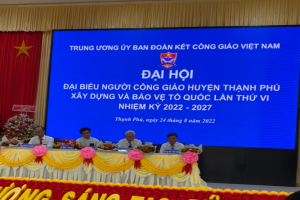 TRUNG ƯƠNG ỦY BAN ĐOÀN KẾT CÔNG GIÁO VIỆT NAM
ĐẠI HỘI
ĐẠI BIỂU NGƯỜI CÔNG GIÁO HUYỆN THẠNH PHÚ
XÂY DỰNG VÀ BẢO VỆ TỔ QUỐC LẦN THỨ VI
NHIỆM KỲ 2022 - 2027
Thạnh Phú, ngày 24 tháng 8 năm 2022